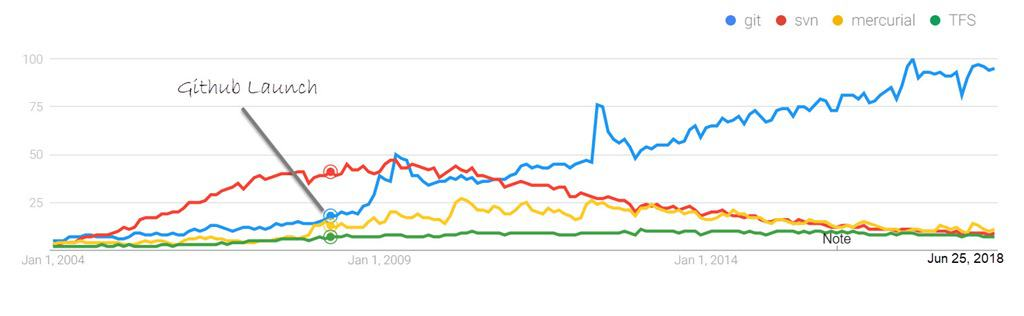 git svn mercurial TFS
100
Github Launch
75
50
25
Note
Jan 1, 2004 Jan 1, 2009 Jan 1, 2014 Jun 25, 2018